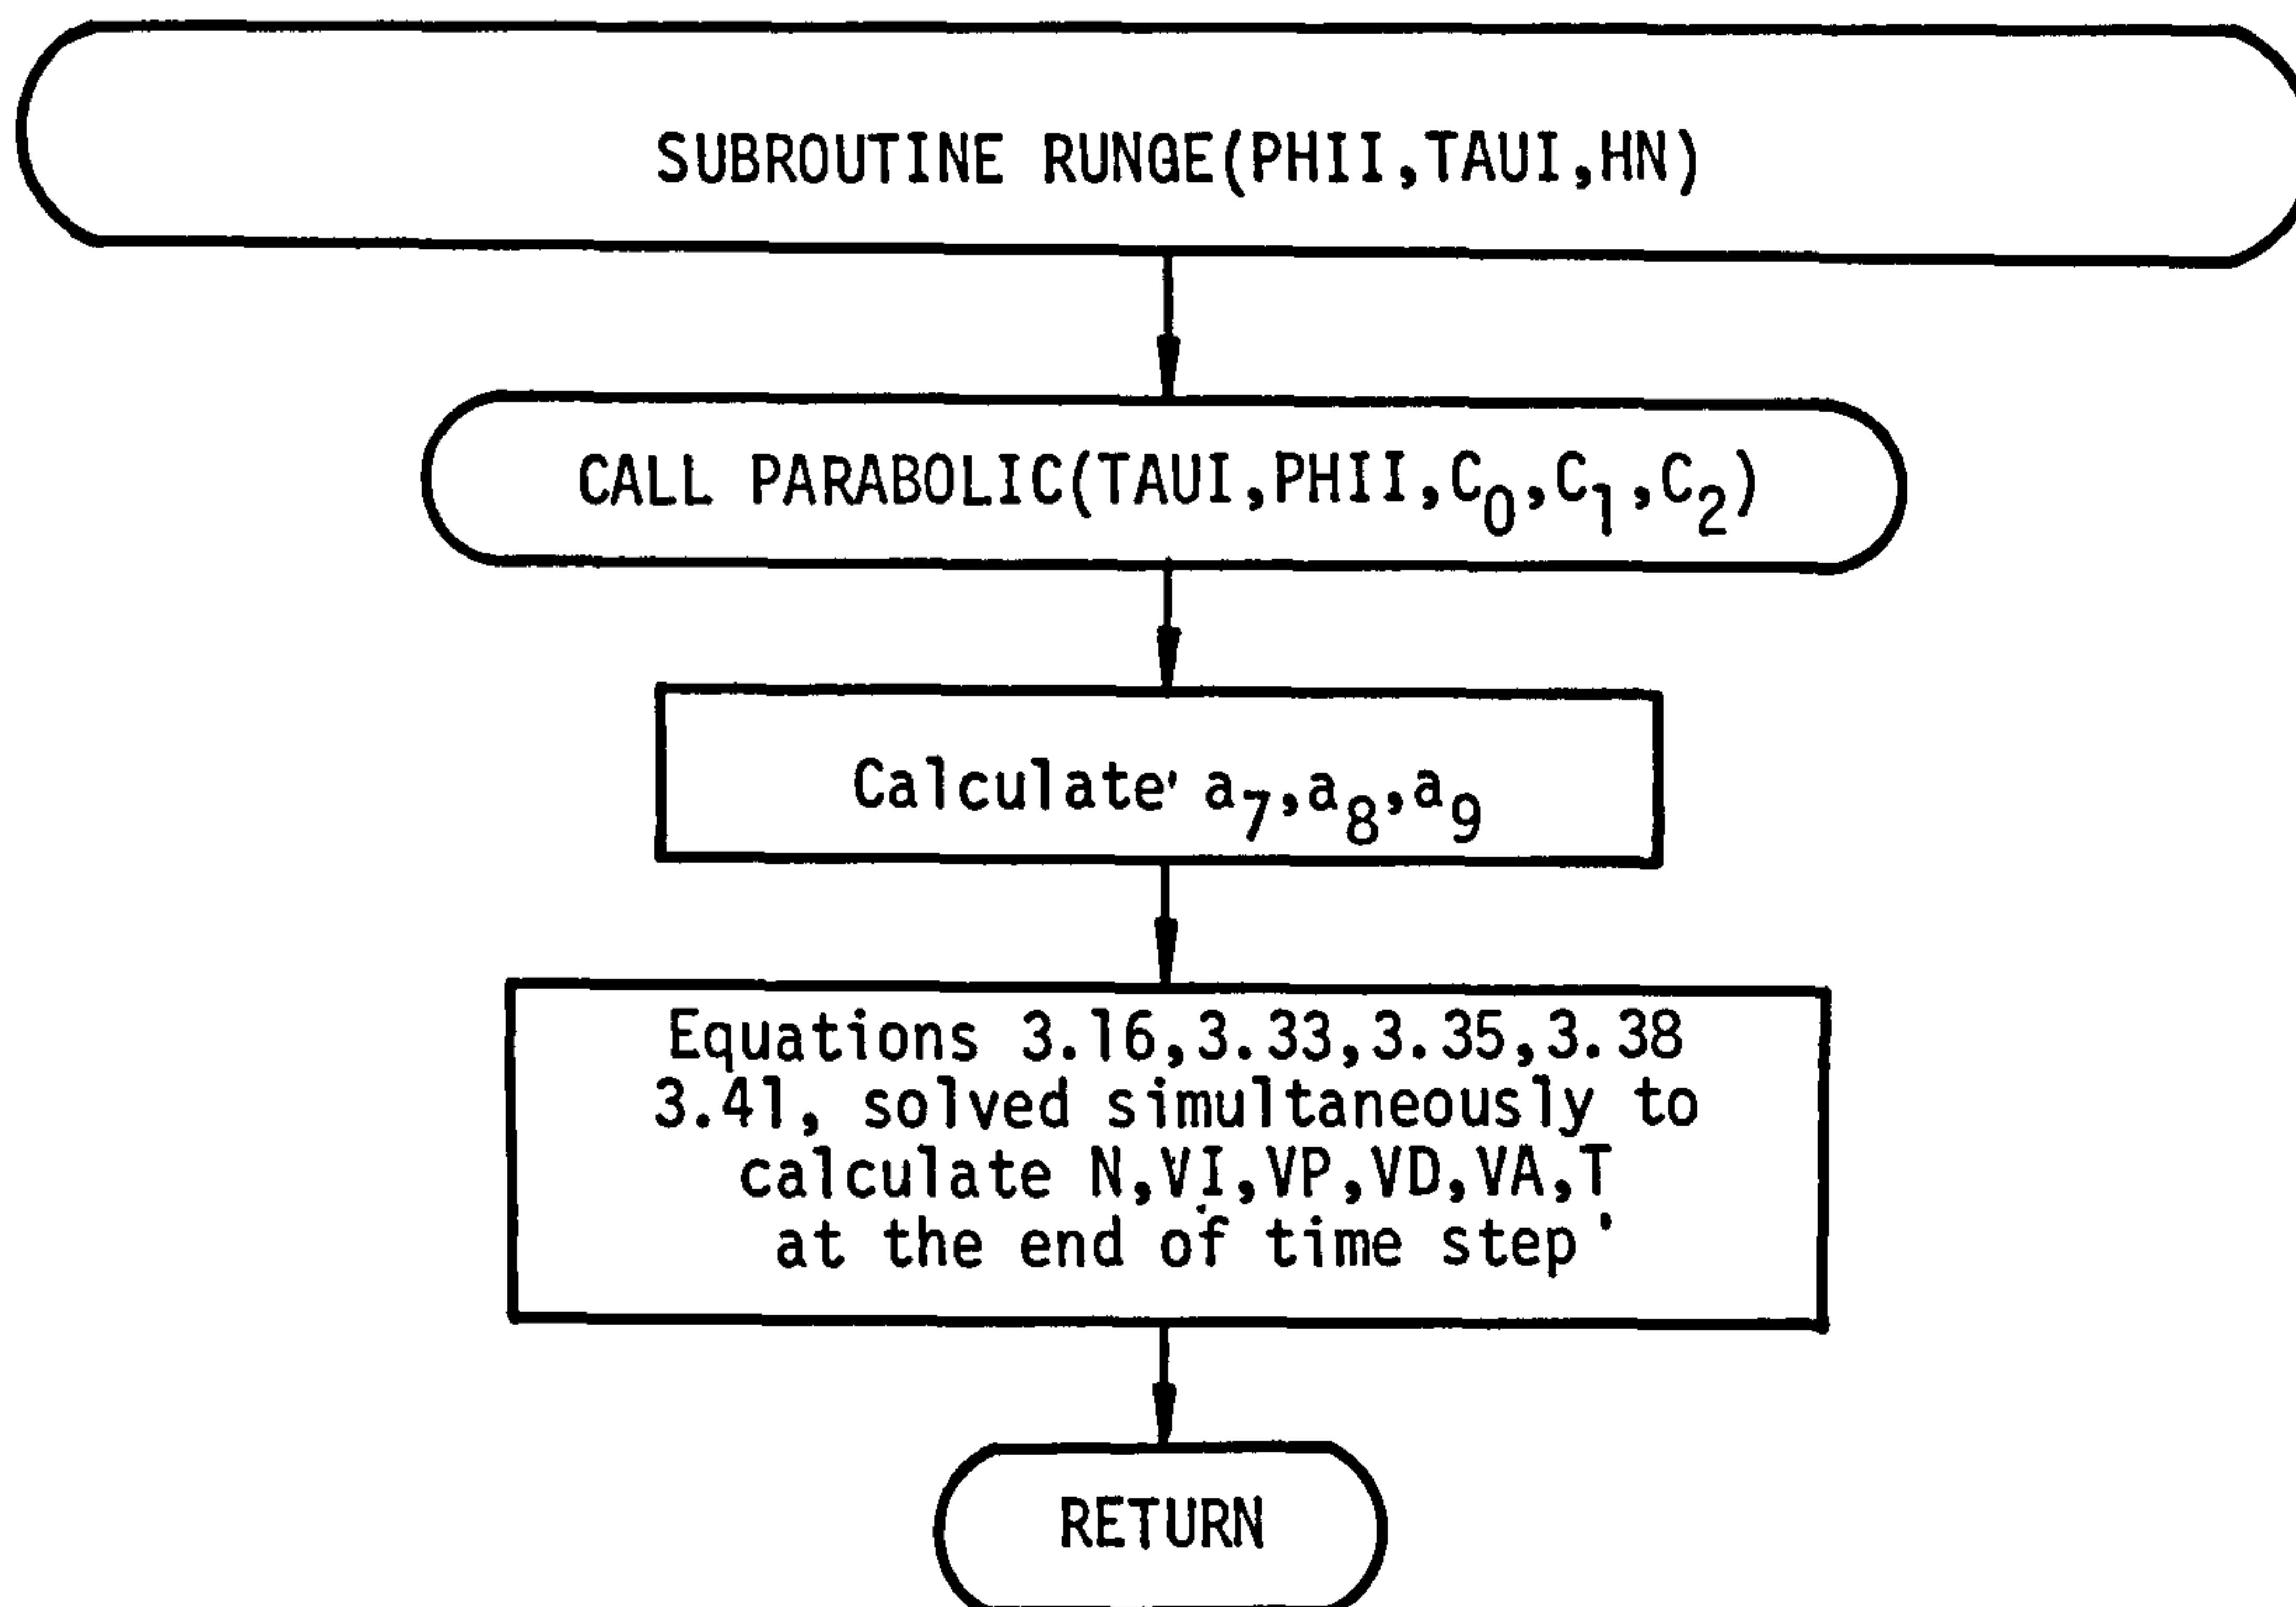 SUBROUTINE RUNGE(PHII,TAUI,HN)
CALL PARABOLIC(TAUI,PHII,C₀,C₁,C₂)
Calculate a₇,a₈,a₉
Equations 3.16,3.33,3.35,3.38
3.41, solved simultaneously to
calculate N,VI,VP,VD,VA,T
at the end of time step
RETURN